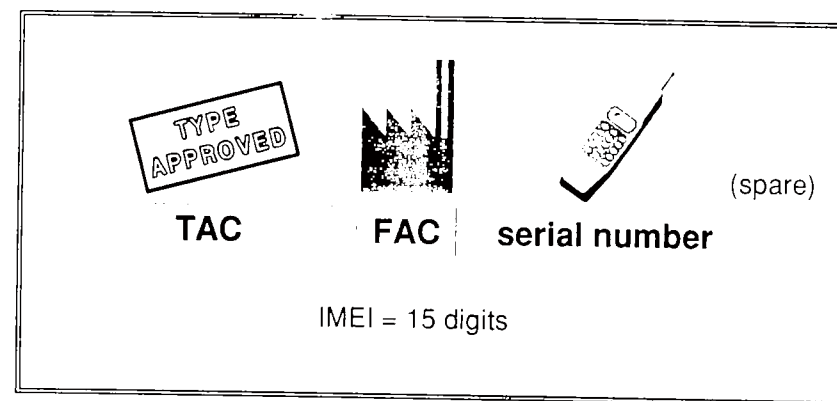 TYPE
APPROVED
(spare)
TAC FAC serial number
IMEI = 15 digits